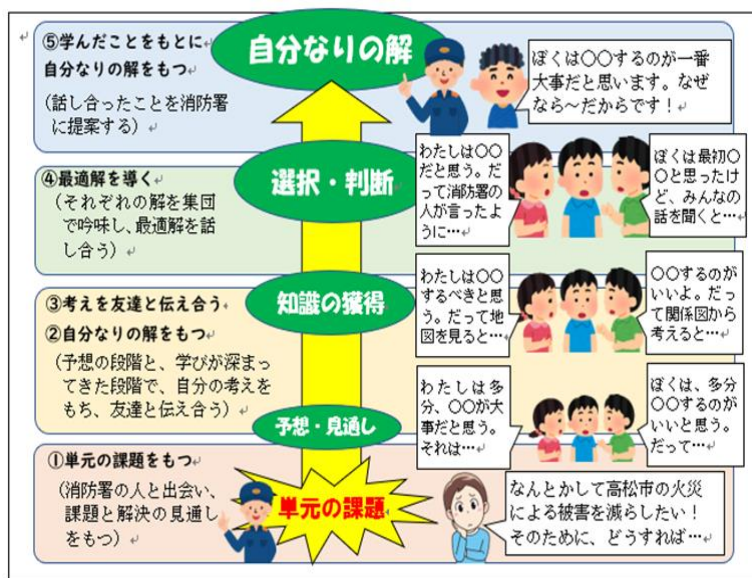 ⑤学んだことをもとに
自分なりの解をもつ
(話し合ったことを消防署
に提案する)
自分なりの解
ぼくは〇〇するのが一番
大事だと思います。なぜ
なら～だからです!
④最適解を導く
(それぞれの解を集団
で吟味し、最適解を話
し合う)
選択・判断
わたしは〇〇
だと思う。だ
って消防署の
人が言ったよ
うに…
ぼくは最初〇
〇と思ったけ
ど、みんなの
話を聞くと…
③考えを友達と伝え合う
②自分なりの解をもつ
(予想の段階と、学びが深まっ
てきた段階で、自分の考えを
もち、友達と伝え合う)
知識の獲得
わたしは〇〇
するべきと思
う。だって地
図を見ると…
〇〇するのが
いいよ。だっ
て関係図から
考えると…
予想・見通し
わたしは多
分、〇〇が大
事だと思う。
それは…
ぼくは、多分
〇〇するのが
いいと思う。
だって…
①単元の課題をもつ
(消防署の人と出会い、
課題と解決の見通し
をもつ)
単元の課題
なんとかして高松市の火災
による被害を減らしたい!
そのために、どうすれば…